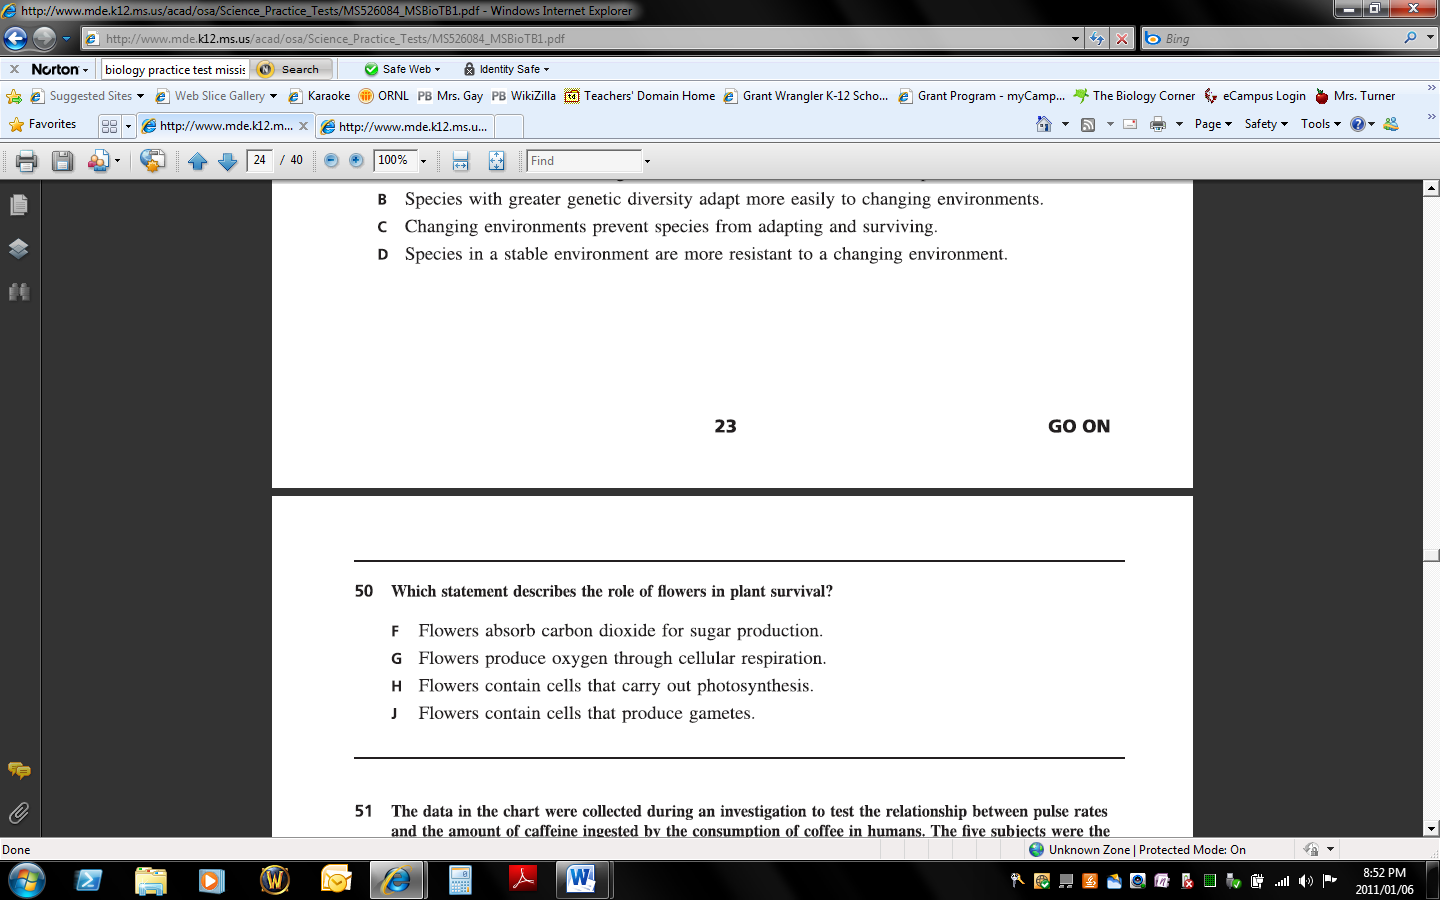 http://www.mde.k12.ms.us/acad/osa/Science_Practice_Tests/MS526084_MSBioTB1.pdf - Windows Internet Explorer
http://www.mde.k12.ms.us/acad/osa/Science_Practice_Tests/MS526084_MSBioTB1.pdf
Bing
x Norton biology practice test missis Search Safe Web Identity Safe
Suggested Sites Web Slice Gallery Karaoke ORNL PB Mrs. Gay PB WikiZilla td Teachers' Domain Home Grant Wrangler K-12 Scho... Grant Program - myCamp... The Biology Corner eCampus Login Mrs. Turner
Favorites http://www.mde.k12.m... http://www.mde.k12.ms.u... Page Safety Tools
24 / 40 100% Find
B Species with greater genetic diversity adapt more easily to changing environments.
C Changing environments prevent species from adapting and surviving.
D Species in a stable environment are more resistant to a changing environment.
23 GO ON
50 Which statement describes the role of flowers in plant survival?
F Flowers absorb carbon dioxide for sugar production.
G Flowers produce oxygen through cellular respiration.
H Flowers contain cells that carry out photosynthesis.
J Flowers contain cells that produce gametes.
51 The data in the chart were collected during an investigation to test the relationship between pulse rates
and the amount of caffeine ingested by the consumption of coffee in humans. The five subjects were the
Done Unknown Zone | Protected Mode: On
8:52 PM
2011/01/06